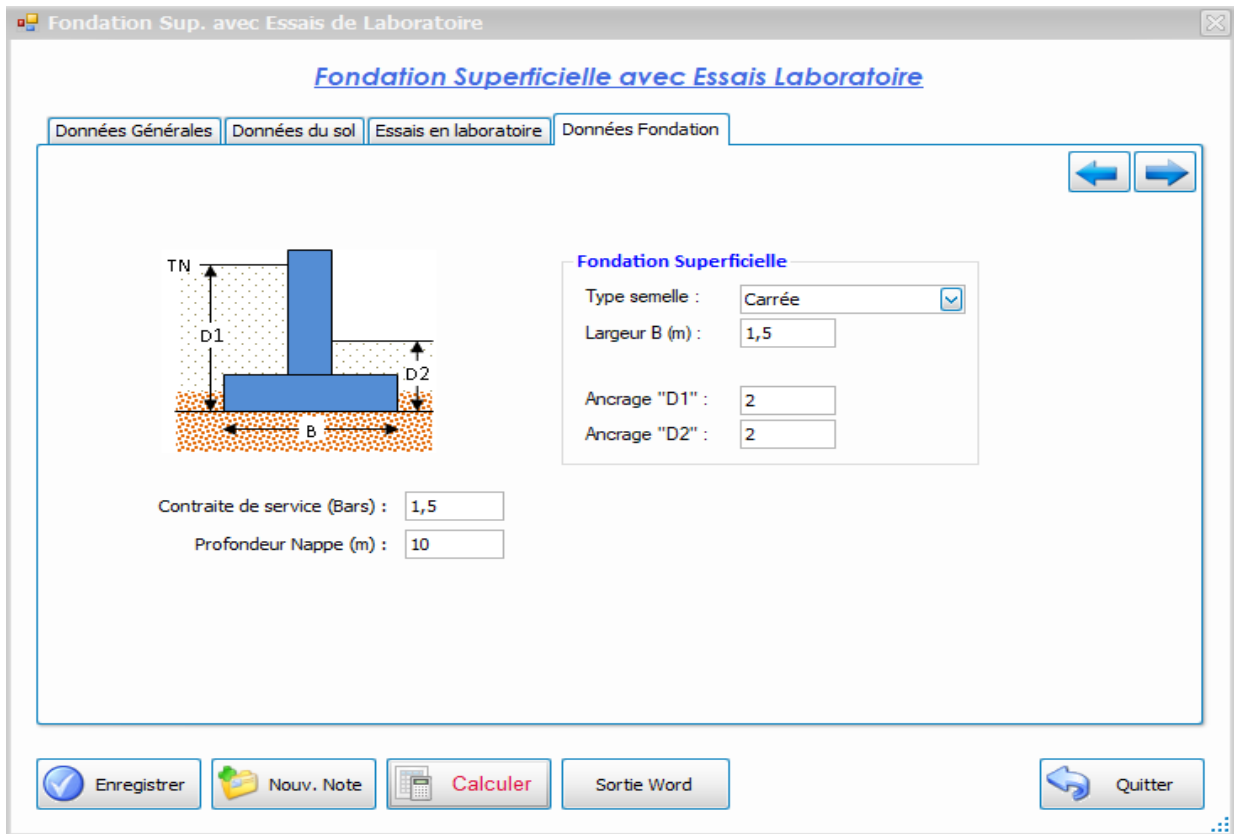 Fondation Sup. avec Essais de Laboratoire
Fondation Superficielle avec Essais Laboratoire
Données Générales
Données du sol
Essais en laboratoire
Données Fondation
TN
D1
D2
B
Fondation Superficielle
Type semelle : Carrée
Largeur B (m) : 1,5
Ancrage "D1" : 2
Ancrage "D2" : 2
Contraite de service (Bars) : 1,5
Profondeur Nappe (m) : 10
Enregistrer
Nouv. Note
Calculer
Sortie Word
Quitter